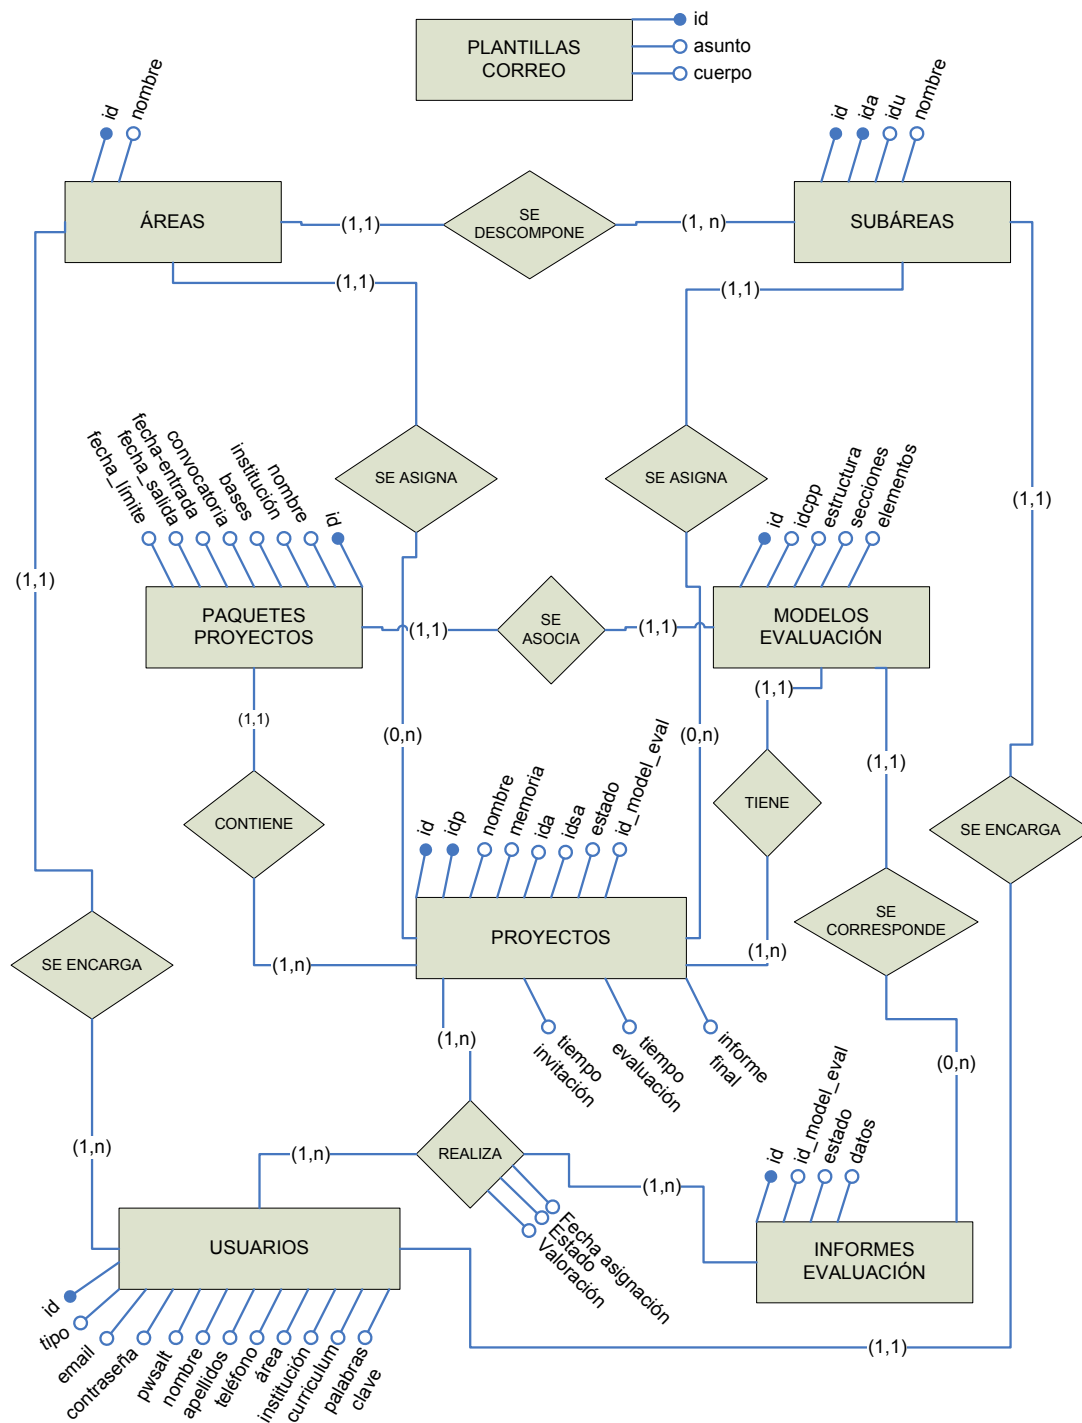 PLANTILLAS
CORREO
id
asunto
cuerpo
id
nombre
id
ida
idu
nombre
ÁREAS
(1,1)
SE
DESCOMPONE
(1, n)
SUBÁREAS
(1,1)
(1,1)
SE ASIGNA
SE ASIGNA
(1,1)
(1,1)
fecha_límite
fecha_salida
fecha-entrada
convocatoria
bases
institución
nombre
id
id
idcpp
estructura
secciones
elementos
PAQUETES
PROYECTOS
(1,1)
SE
ASOCIA
(1,1)
MODELOS
EVALUACIÓN
(1,1)
(1,1)
(0,n)
(0,n)
(1,1)
CONTIENE
TIENE
SE ENCARGA
id
idp
nombre
memoria
ida
idsa
estado
id_model_eval
PROYECTOS
SE
CORRESPONDE
SE ENCARGA
(1,n)
(1,n)
(1,n)
tiempo
invitación
tiempo
evaluación
informe
final
(0,n)
(1,n)
(1,n)
REALIZA
(1,n)
Fecha asignación
Estado
Valoración
id
id_model_eval
estado
datos
USUARIOS
INFORMES
EVALUACIÓN
(1,1)
id
tipo
email
contraseña
pwsalt
nombre
apellidos
teléfono
área
institución
curriculum
palabras
clave